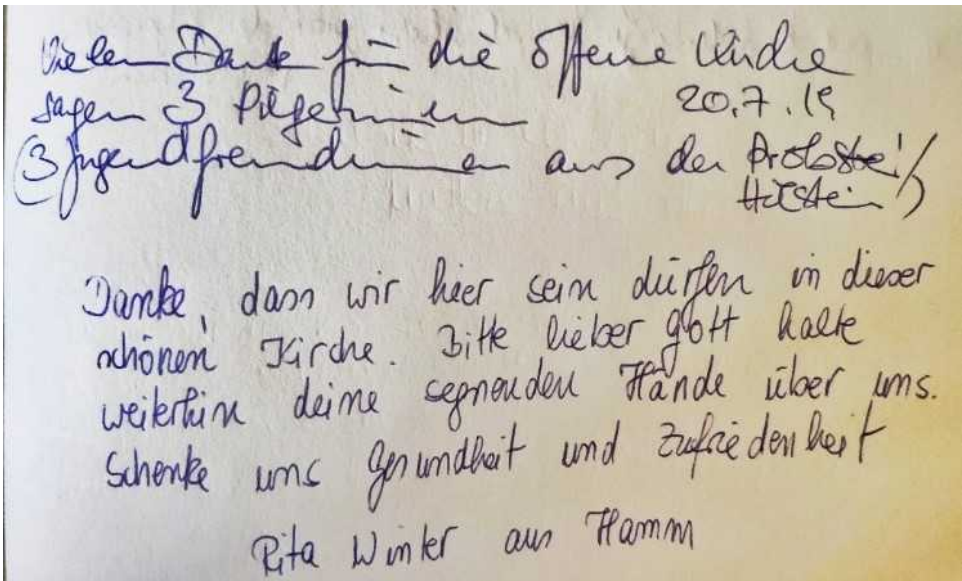 Vielen Dank für die offene Kirche
sagen 3 Pilgerinnen 20.7.19
(3 Jugendfreundinnen aus der Probstei/
Holstein)
Danke, dass wir hier sein dürfen in dieser
schönen Kirche. Bitte lieber Gott halte
weiterhin deine segnenden Hände über uns.
Schenke uns Gesundheit und Zufriedenheit
Rita Winter aus Hamm